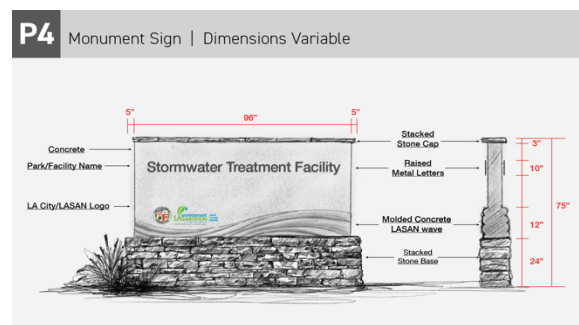 P4 Monument Sign | Dimensions Variable
5" 96" 5"
Concrete
Park/Facility Name
LA City/LASAN Logo
Stormwater Treatment Facility
Stacked
Stone Cap
Raised
Metal Letters
Molded Concrete
LASAN wave
Stacked
Stone Base
3"
10"
75"
12"
24"